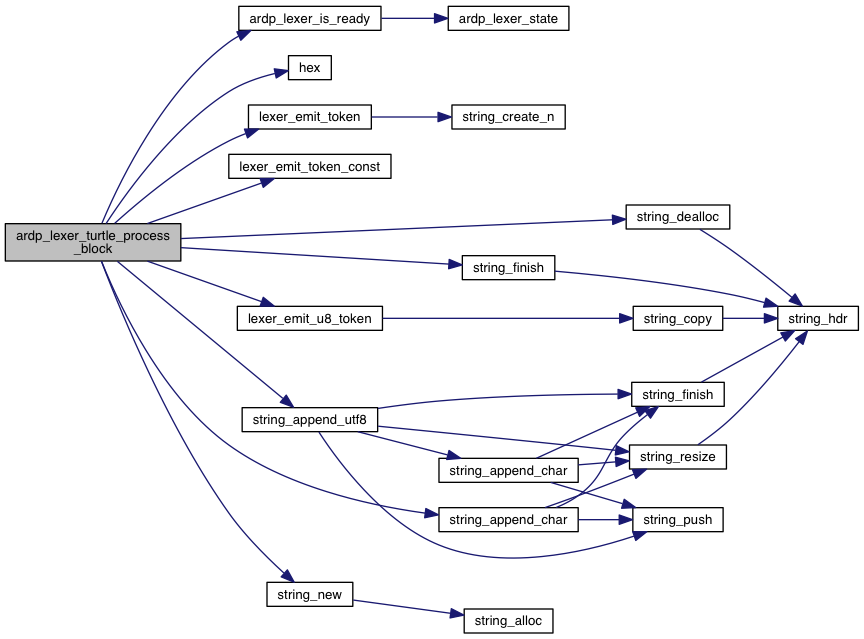 ardp_lexer_is_ready
ardp_lexer_state
hex
lexer_emit_token
string_create_n
lexer_emit_token_const
ardp_lexer_turtle_process
_block
string_dealloc
string_finish
lexer_emit_u8_token
string_copy
string_hdr
string_finish
string_append_utf8
string_resize
string_append_char
string_append_char
string_push
string_new
string_alloc